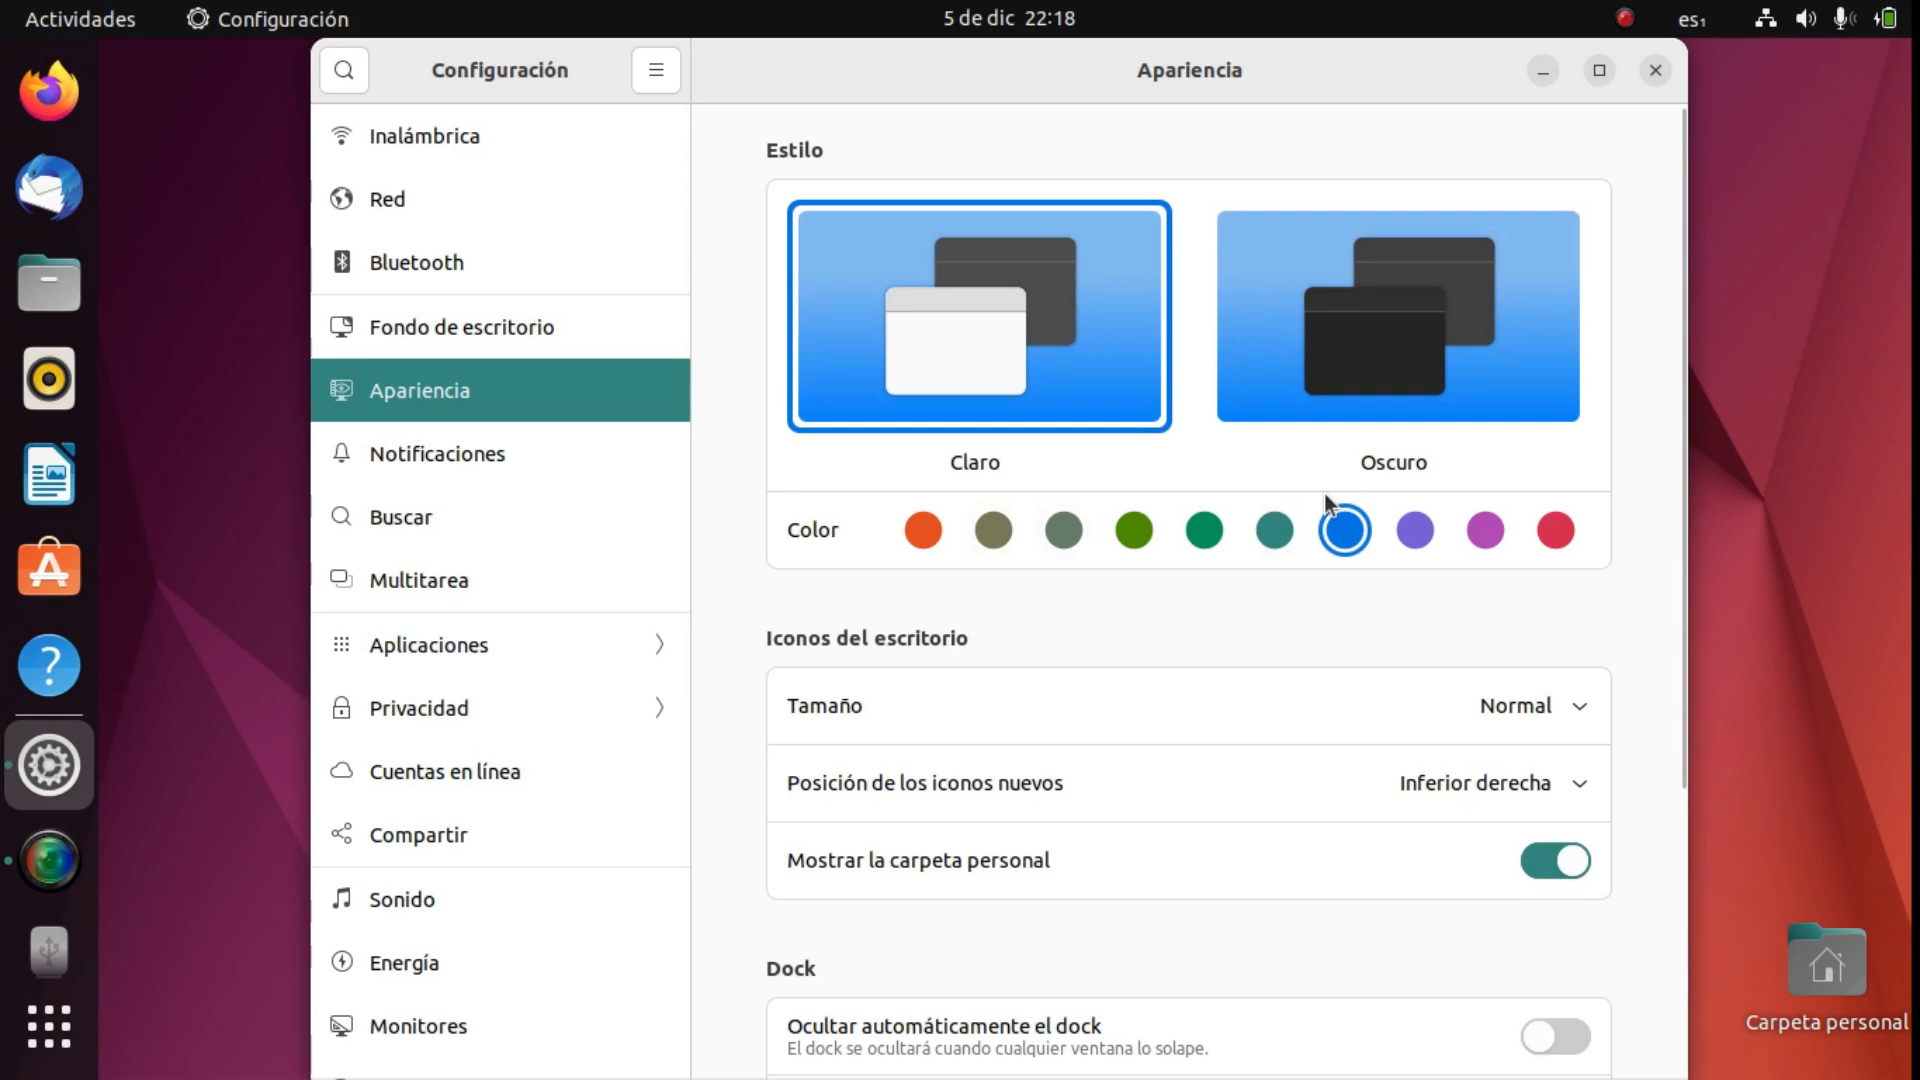 Actividades
Configuración
5 de dic 22:18
es₁
Configuración
Apariencia
Inalámbrica
Red
Bluetooth
Fondo de escritorio
Apariencia
Notificaciones
Buscar
Multitarea
Aplicaciones
Privacidad
Cuentas en línea
Compartir
Sonido
Energía
Monitores
Estilo
Claro
Oscuro
Color
Iconos del escritorio
Tamaño
Normal
Posición de los iconos nuevos
Inferior derecha
Mostrar la carpeta personal
Dock
Ocultar automáticamente el dock
El dock se ocultará cuando cualquier ventana lo solape.
Carpeta personal